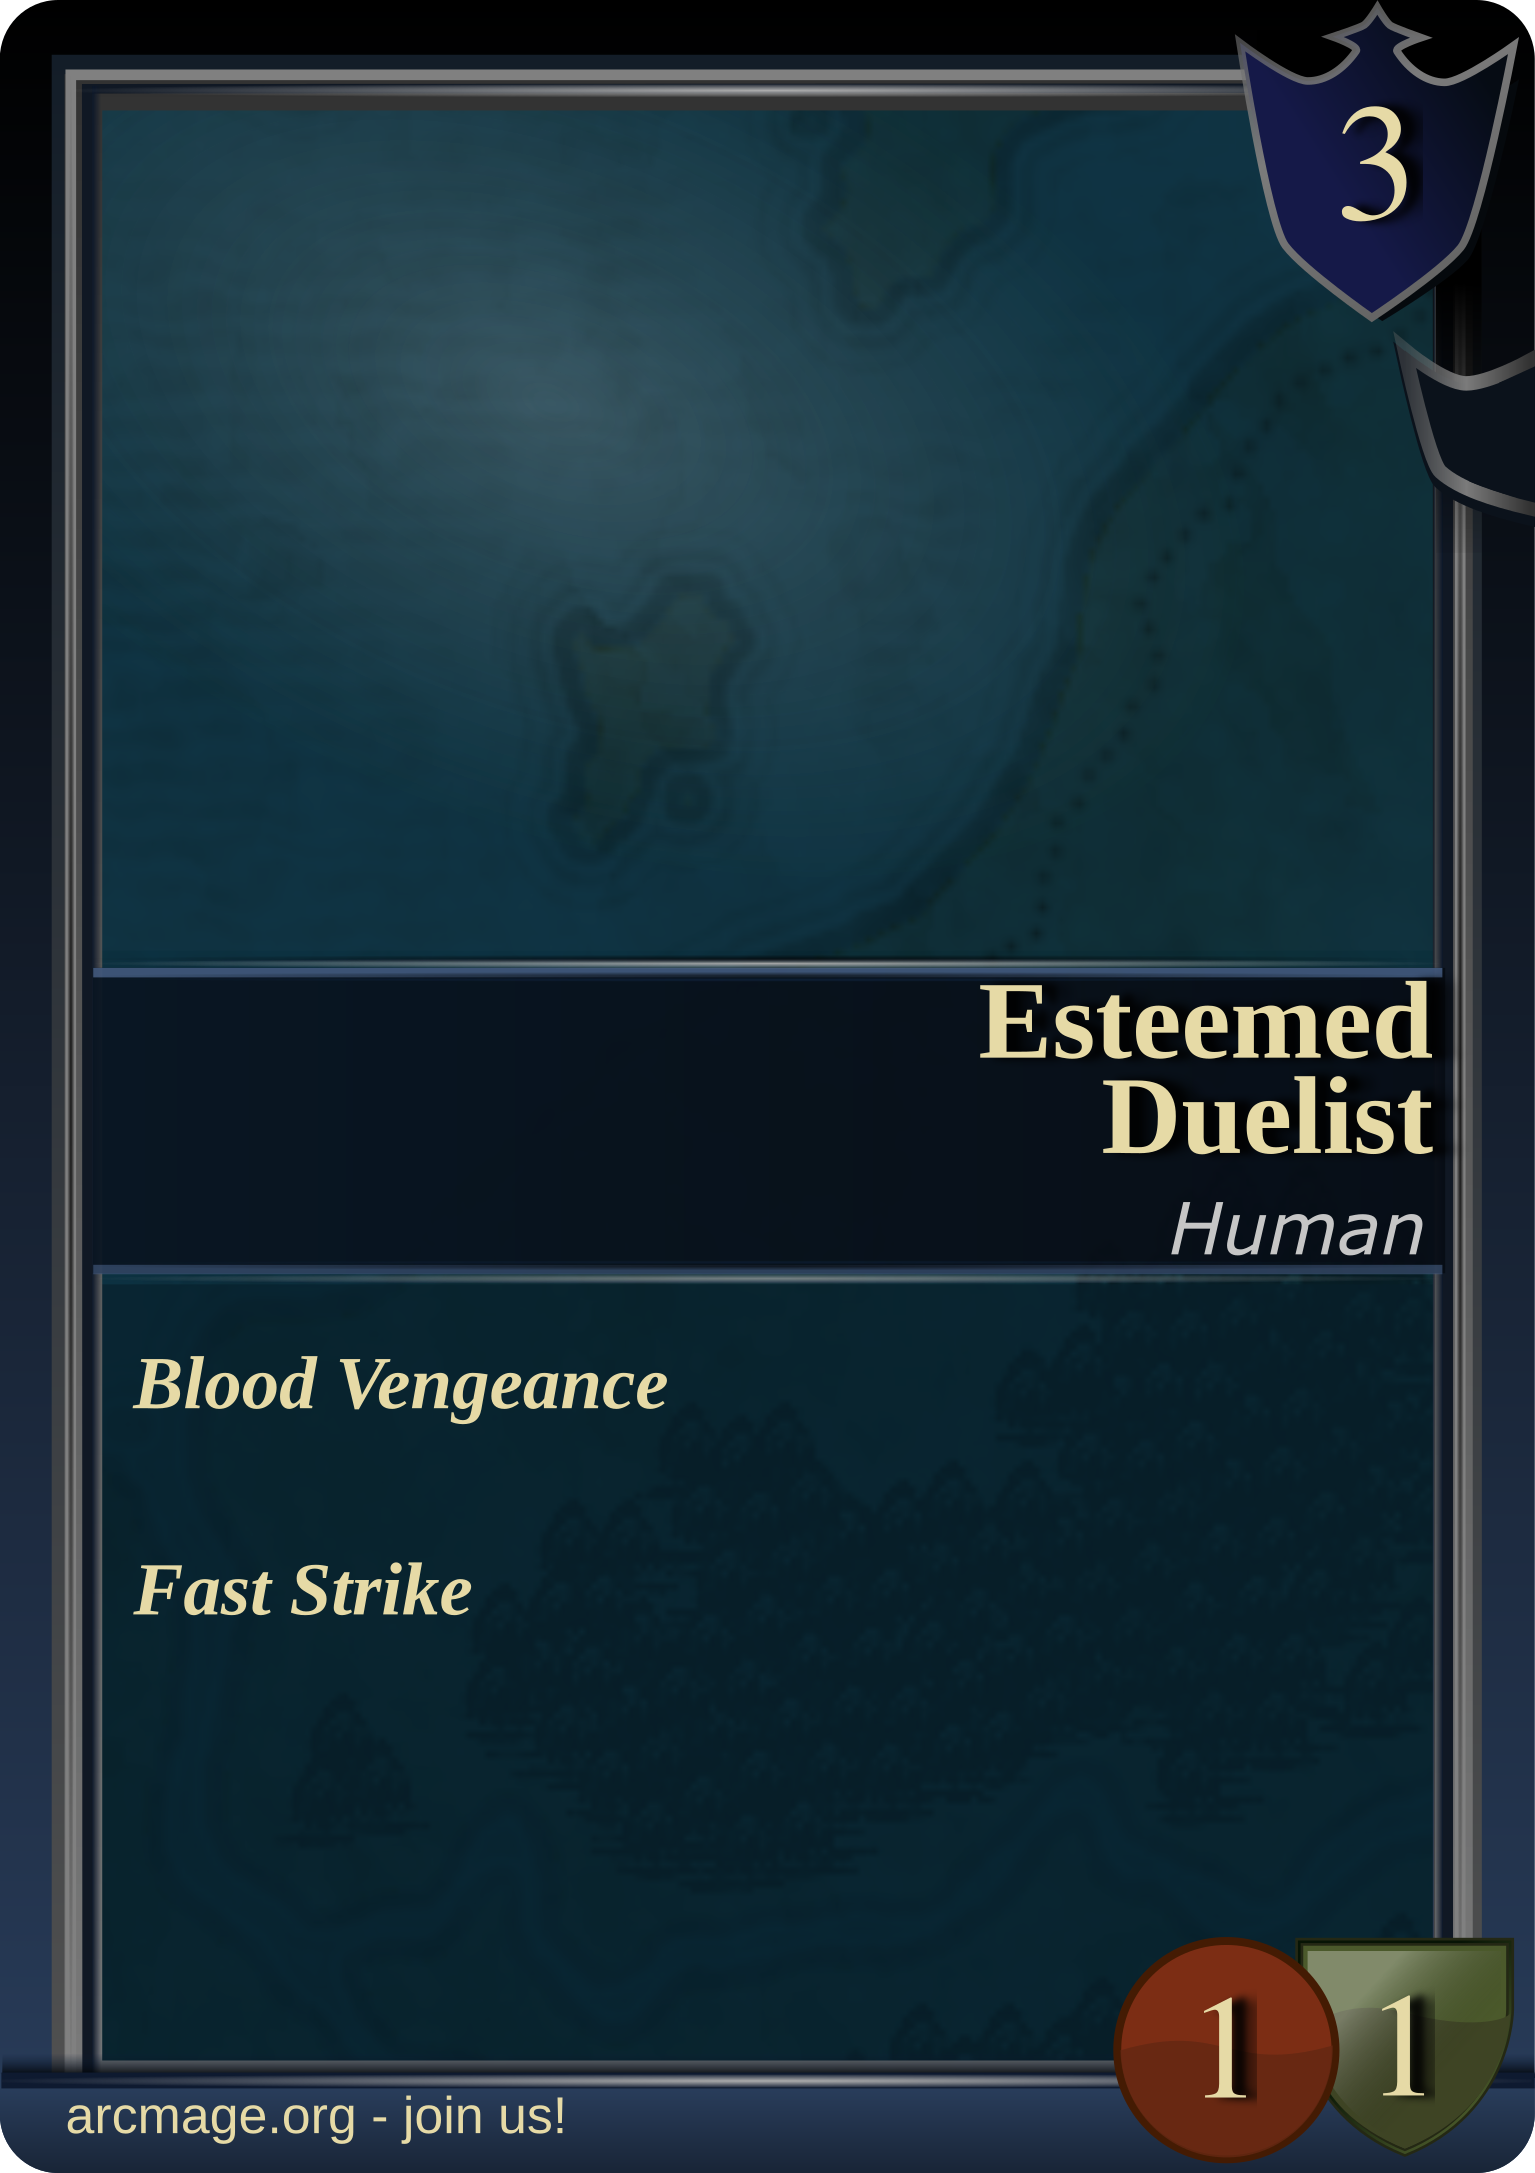 3
Esteemed
Duelist
Human
Blood Vengeance
Fast Strike
1 1
arcmage.org - join us!